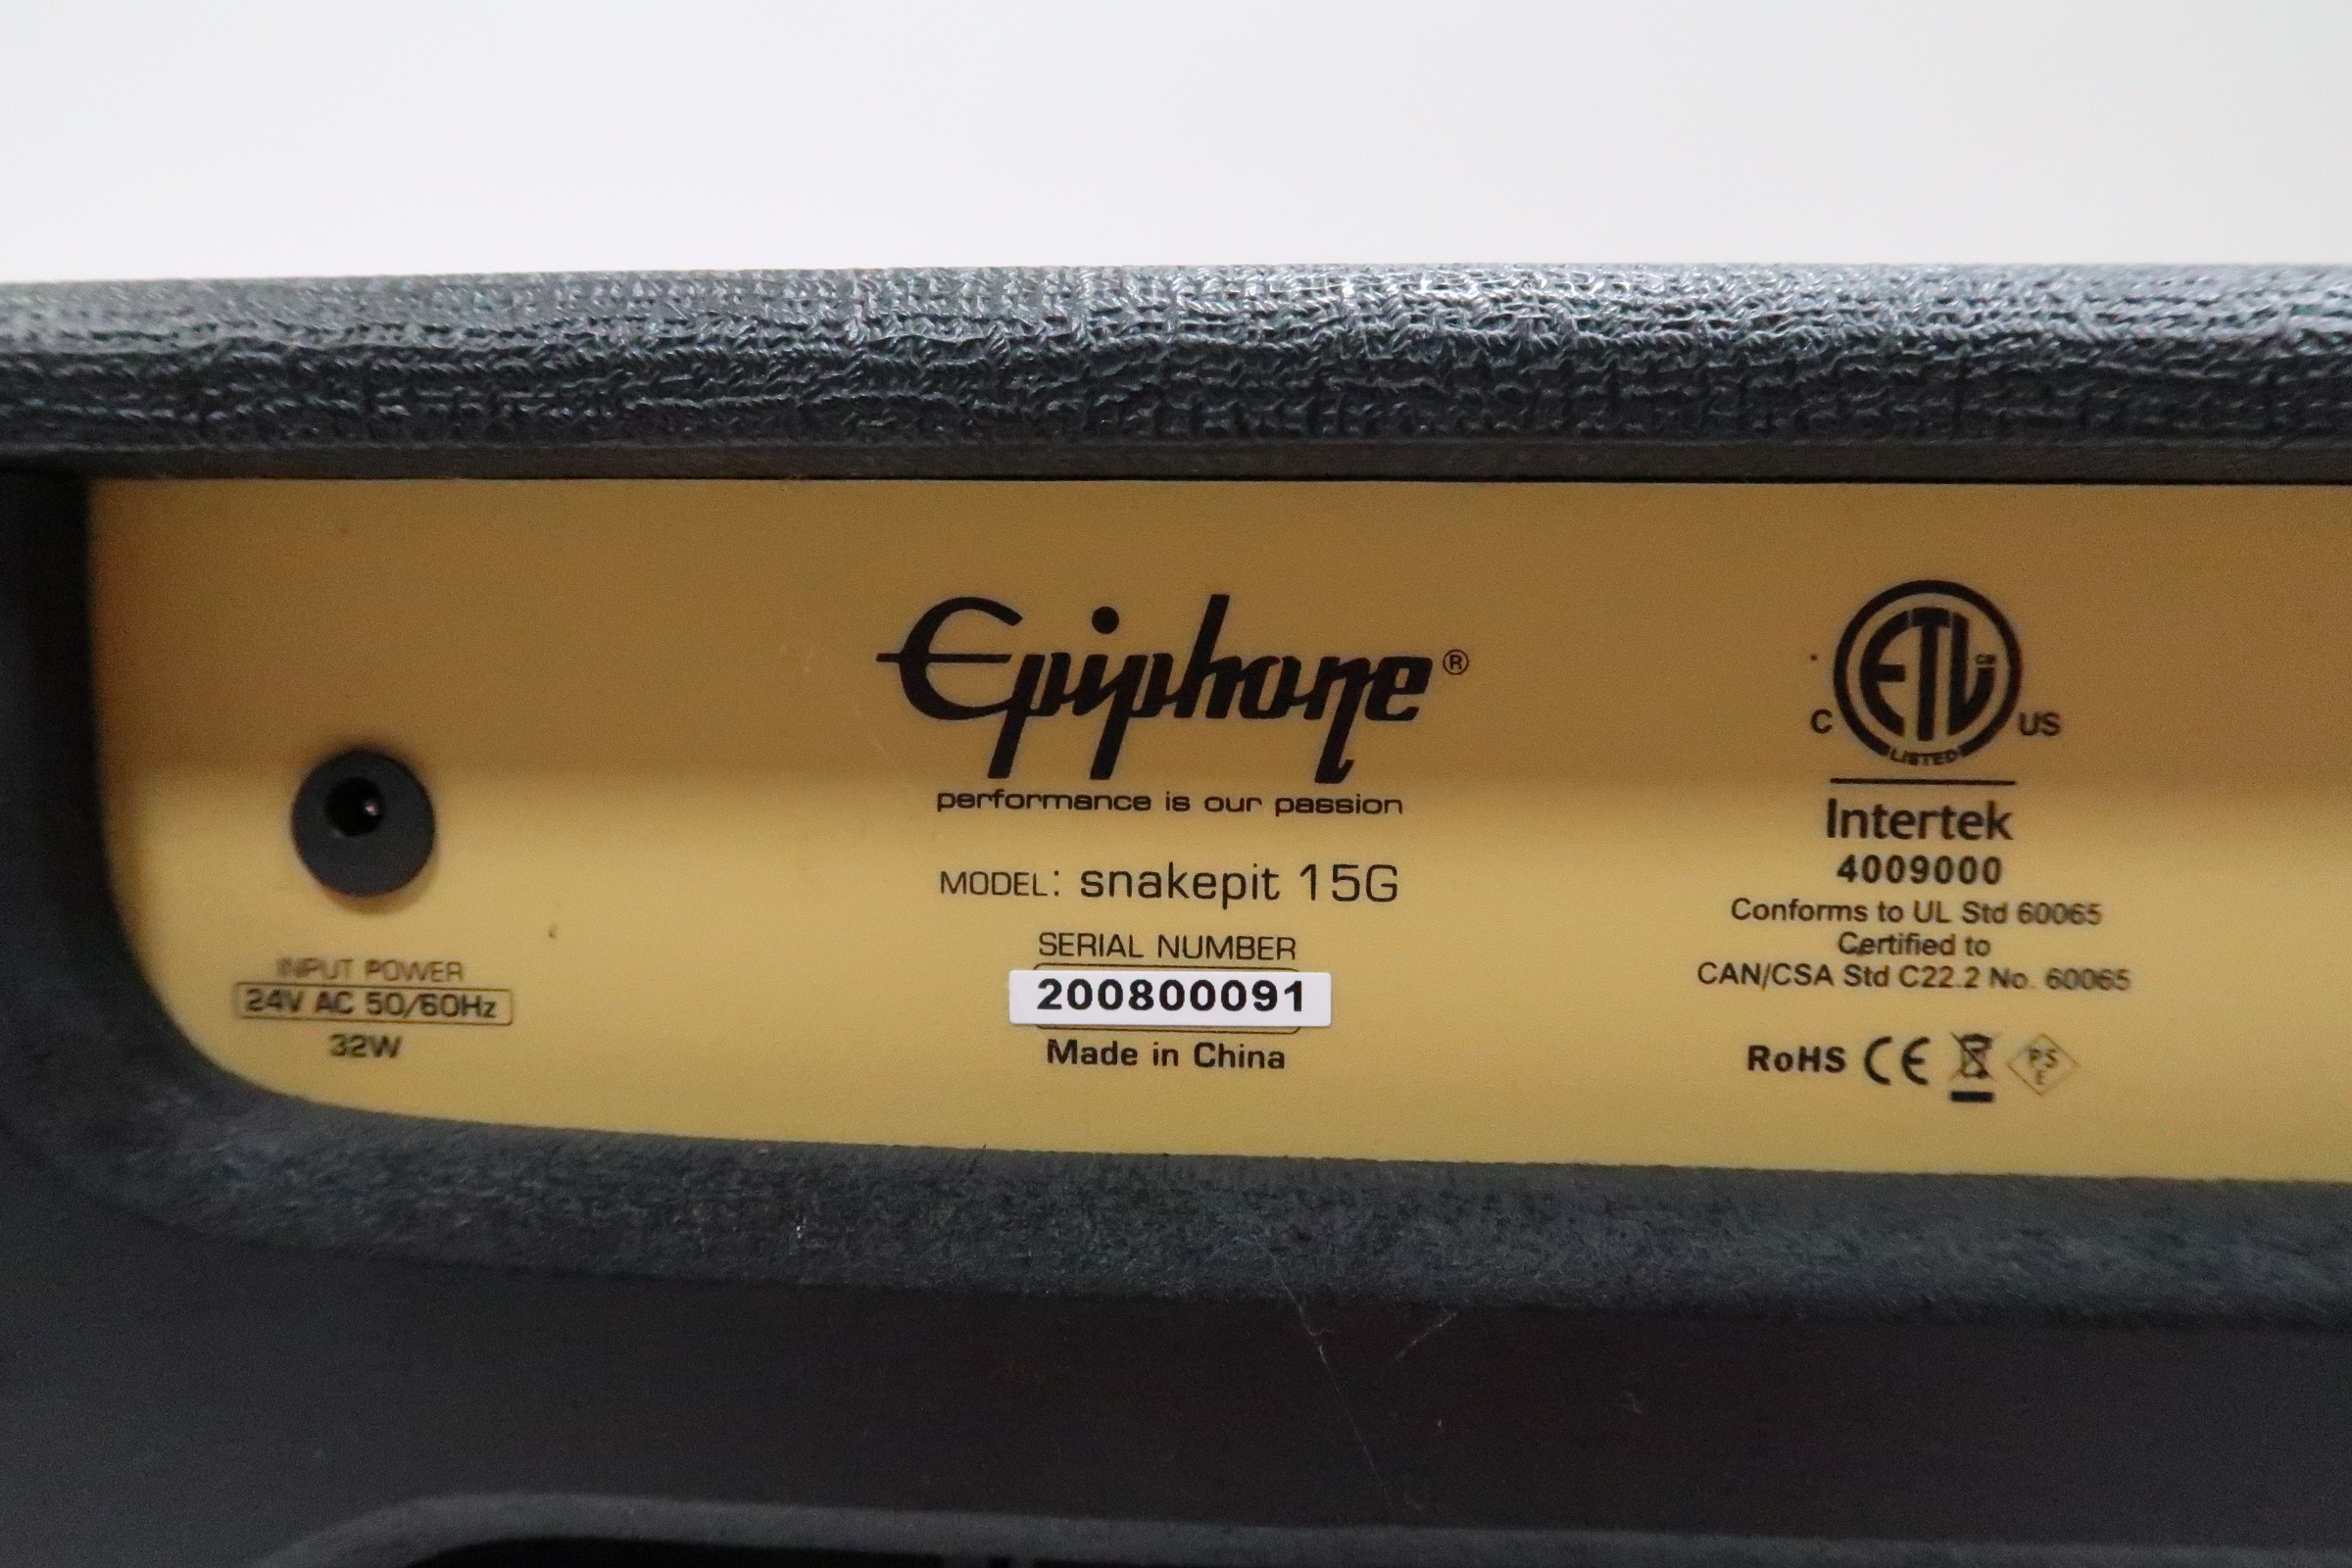 INPUT POWER
24V AC 50/60Hz
32W
Epiphone®
performance is our passion
MODEL: snakepit 15G
SERIAL NUMBER
200800091
Made in China
ETL
C US
LISTED
Intertek
4009000
Conforms to UL Std 60065
Certified to
CAN/CSA Std C22.2 No. 60065
RoHS CE PSE